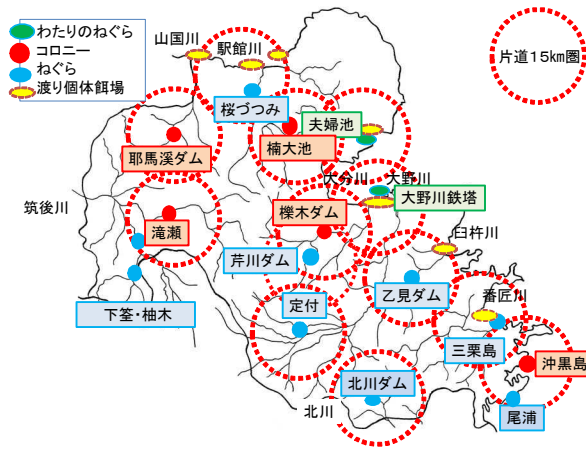 わたりのねぐら
コロニー
ねぐら
渡り個体餌場
山国川
駅館川
片道15km圏
桜づつみ
夫婦池
楠大池
耶馬渓ダム
大分川
大野川
大野川鉄塔
筑後川
滝瀬
櫟木ダム
臼杵川
芹川ダム
乙見ダム
下筌・柚木
定付
番匠川
三栗島
沖黒島
北川ダム
尾浦
北川